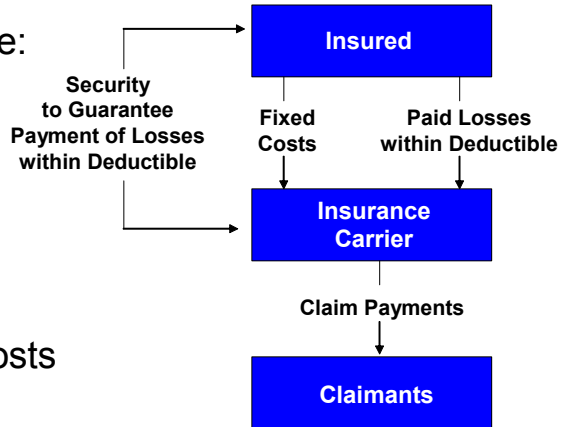 e:
Insured
Security
to Guarantee
Payment of Losses
within Deductible
Fixed
Costs
Paid Losses
within Deductible
Insurance
Carrier
Claim Payments
osts
Claimants